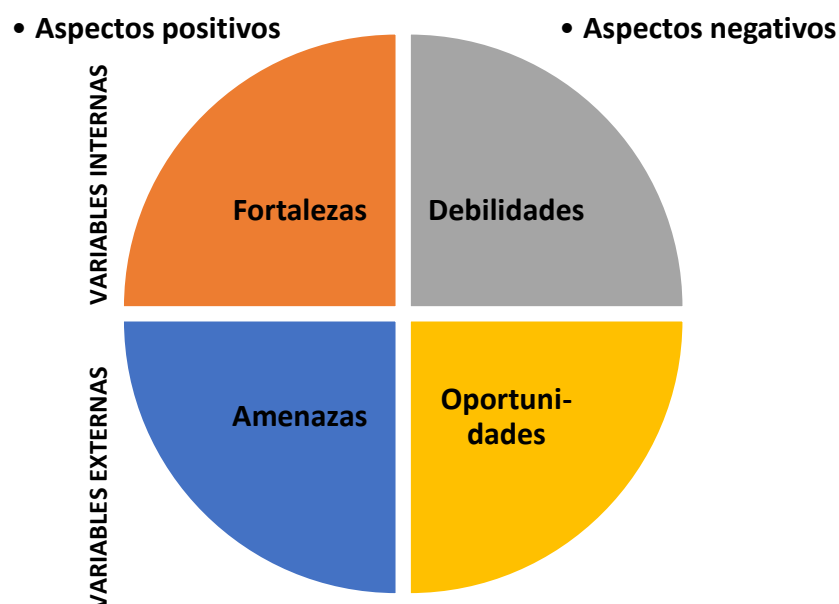 • Aspectos positivos
• Aspectos negativos
VARIABLES INTERNAS
Fortalezas
Debilidades
VARIABLES EXTERNAS
Amenazas
Oportuni-
dades